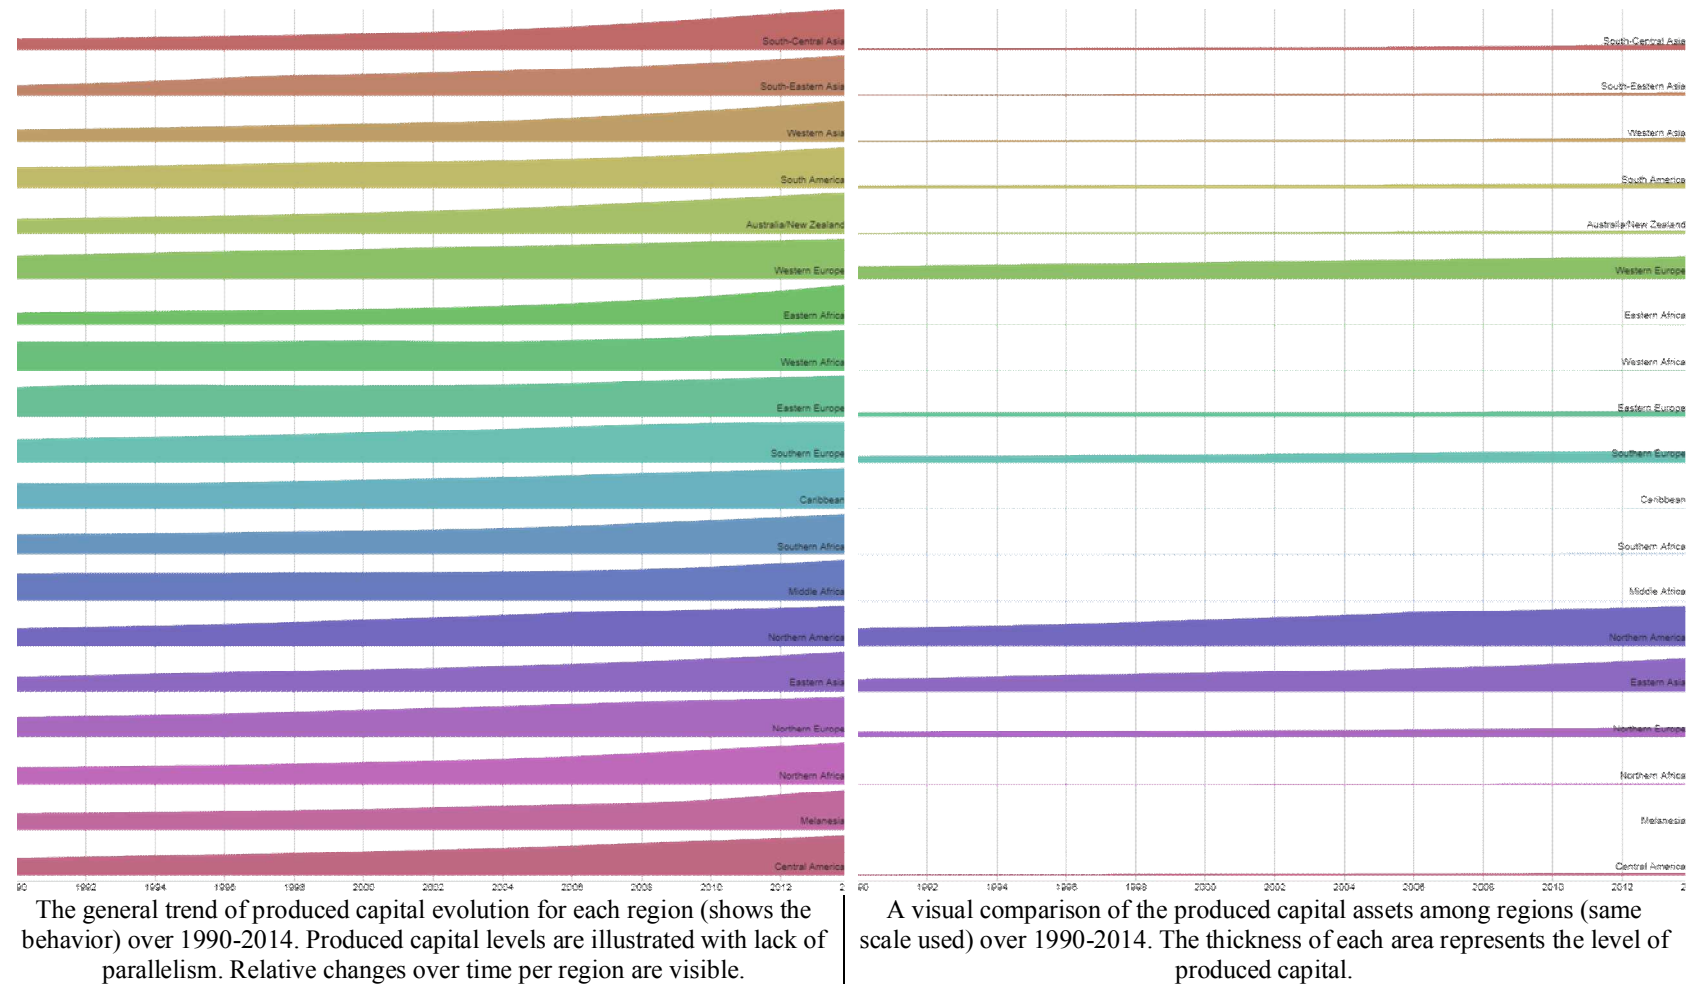 South-Central Asia
South-Eastern Asia
Western Asia
South America
Australia/New Zealand
Western Europe
Eastern Africa
Western Africa
Eastern Europe
Southern Europe
Caribbean
Southern Africa
Middle Africa
Northern America
Eastern Asia
Northern Europe
Northern Africa
Melanesia
Central America
90 1992 1994 1996 1998 2000 2002 2004 2006 2008 2010 2012 2
The general trend of produced capital evolution for each region (shows the
behavior) over 1990-2014. Produced capital levels are illustrated with lack of
parallelism. Relative changes over time per region are visible.
South-Central Asia
South-Eastern Asia
Western Asia
South America
Australia/New Zealand
Western Europe
Eastern Africa
Western Africa
Eastern Europe
Southern Europe
Caribbean
Southern Africa
Middle Africa
Northern America
Eastern Asia
Northern Europe
Northern Africa
Melanesia
Central America
90 1992 1994 1996 1998 2000 2002 2004 2006 2008 2010 2012 2
A visual comparison of the produced capital assets among regions (same
scale used) over 1990-2014. The thickness of each area represents the level of
produced capital.